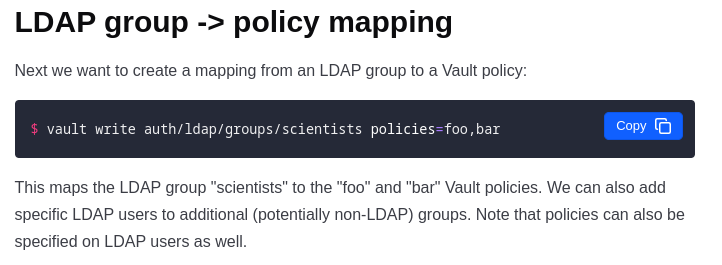 LDAP group -> policy mapping
Next we want to create a mapping from an LDAP group to a Vault policy:
$ vault write auth/ldap/groups/scientists policies=foo,bar
Copy
This maps the LDAP group "scientists" to the "foo" and "bar" Vault policies. We can also add
specific LDAP users to additional (potentially non-LDAP) groups. Note that policies can also be
specified on LDAP users as well.